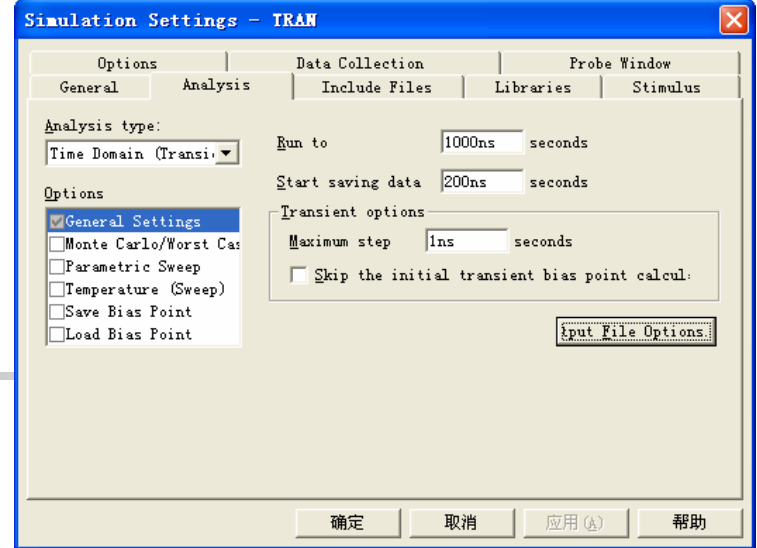 Simulation Settings - TRAN
Options Data Collection Probe Window
General Analysis Include Files Libraries Stimulus
Analysis type:
Time Domain (Transi
Options
General Settings
Monte Carlo/Worst Cas
Parametric Sweep
Temperature (Sweep)
Save Bias Point
Load Bias Point
Run to 1000ns seconds
Start saving data 200ns seconds
Transient options
Maximum step 1ns seconds
Skip the initial transient bias point calcul
put File Options.
确定 取消 应用(A) 帮助